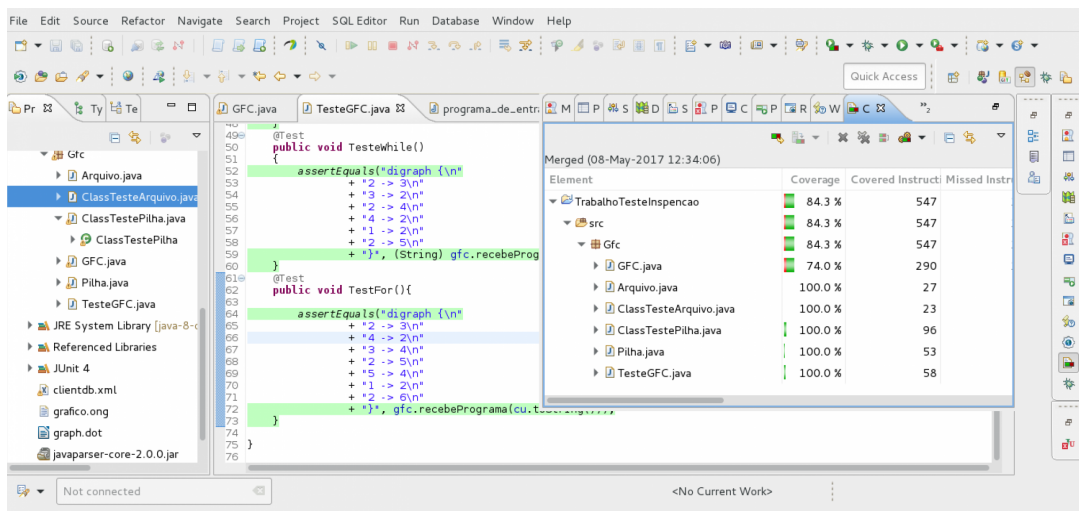 File Edit Source Refactor Navigate Search Project SQL Editor Run Database Window Help
Quick Access
Pr Ty Te
GFC.java TesteGFC.java programa_de_entr
M P S D S P C P R W C "2
Gfc
Arquivo.java
ClassTesteArquivo.java
ClassTestePilha.java
ClassTestePilha
GFC.java
Pilha.java
TesteGFC.java
JRE System Library [java-8-o
Referenced Libraries
JUnit 4
clientdb.xml
grafico.ong
graph.dot
javaparser-core-2.0.0.jar
48 }
49 @Test
50 public void TesteWhile()
51 {
52 assertEquals("digraph {\n"
53 + "2 -> 3\n"
54 + "3 -> 2\n"
55 + "2 -> 4\n"
56 + "4 -> 2\n"
57 + "1 -> 2\n"
58 + "2 -> 5\n"
59 + "}", (String) gfc.recebeProg
60 }
61 @Test
62 public void TestFor(){
63
64 assertEquals("digraph {\n"
65 + "2 -> 3\n"
66 + "4 -> 2\n"
67 + "3 -> 4\n"
68 + "2 -> 5\n"
69 + "5 -> 4\n"
70 + "1 -> 2\n"
71 + "2 -> 6\n"
72 + "}", gfc.recebePrograma(cu.toString()));
73 }
74
75 }
76
Merged (08-May-2017 12:34:06)
Element Coverage Covered Instructi Missed Instr
TrabalhoTesteInspencao 84.3 % 547
src 84.3 % 547
Gfc 84.3 % 547
GFC.java 74.0 % 290
Arquivo.java 100.0 % 27
ClassTesteArquivo.java 100.0 % 23
ClassTestePilha.java 100.0 % 96
Pilha.java 100.0 % 53
TesteGFC.java 100.0 % 58
Not connected
<No Current Work>